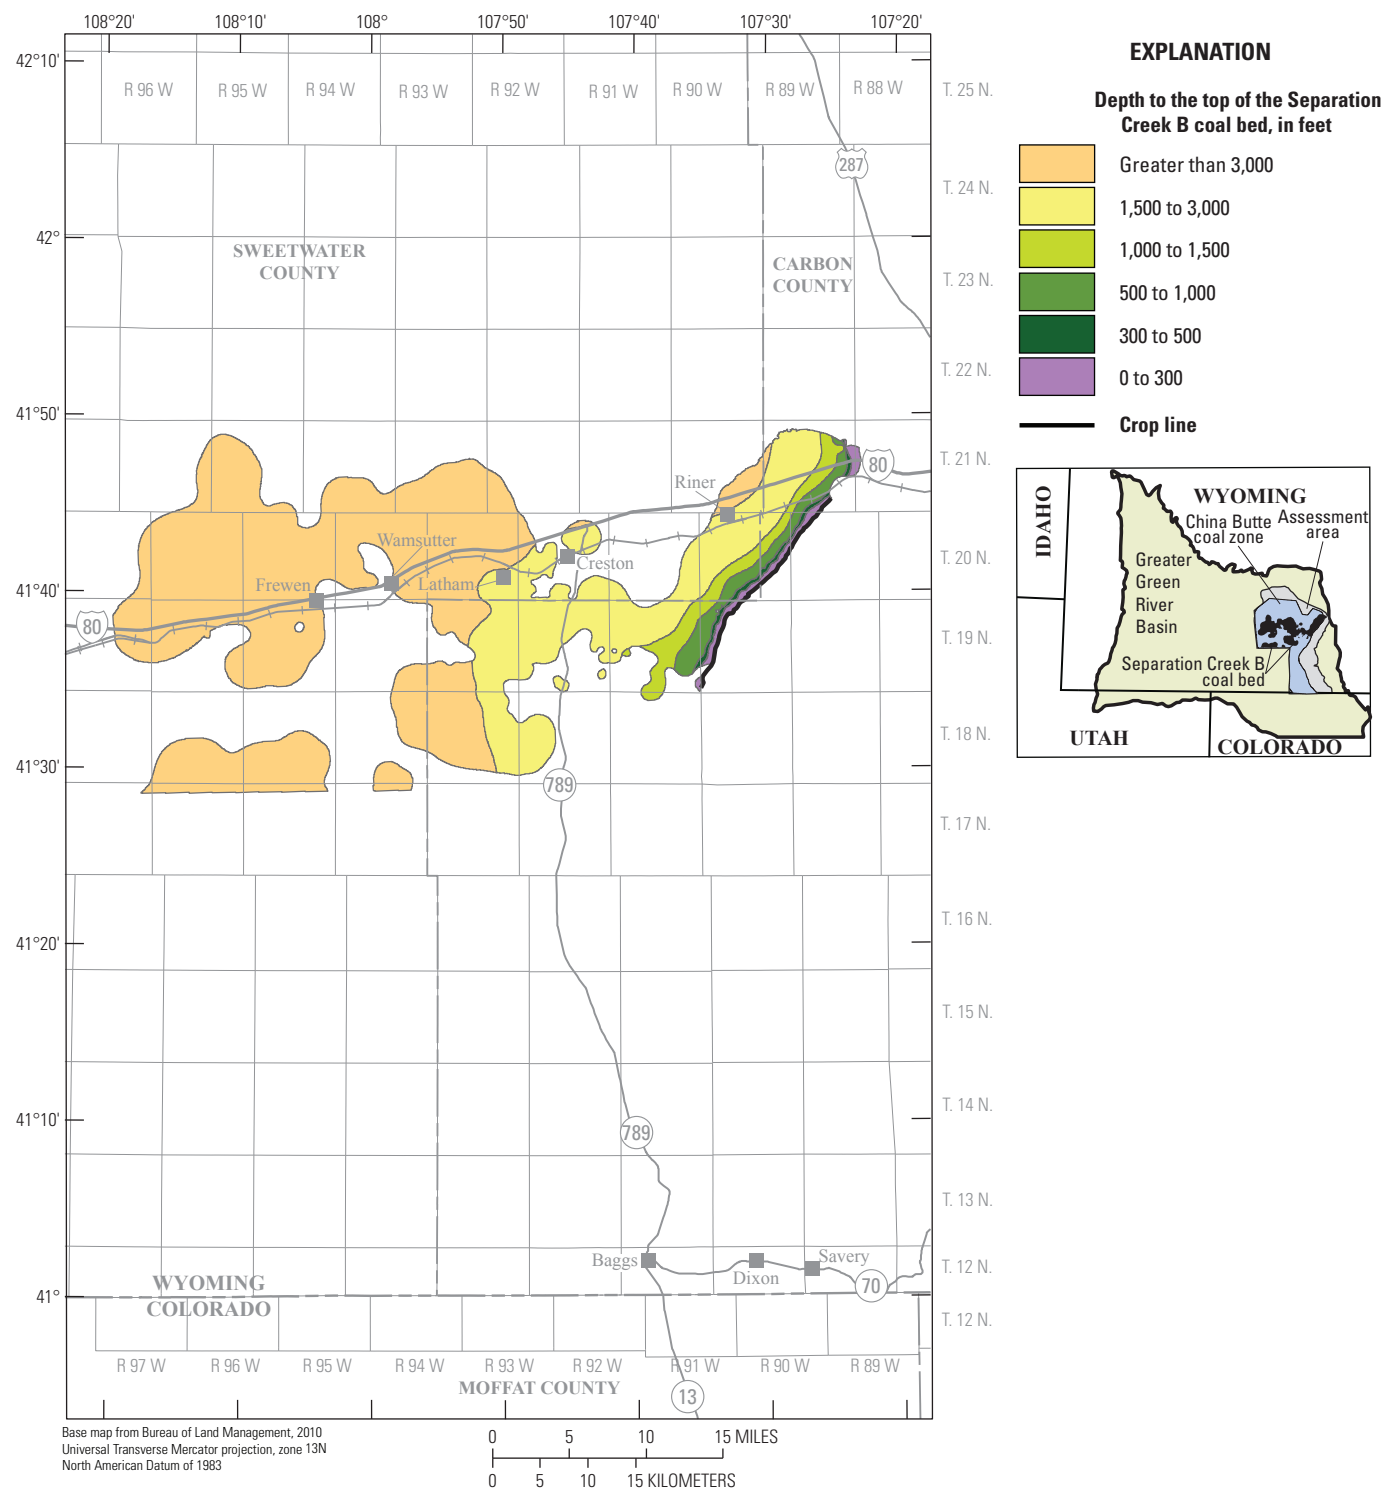 108°20'
108°10'
108°
107°50'
107°40'
107°30'
107°20'
42°10'
42°
41°50'
41°40'
41°30'
41°20'
41°10'
41°
R 96 W
R 95 W
R 94 W
R 93 W
R 92 W
R 91 W
R 90 W
R 89 W
R 88 W
T. 25 N.
T. 24 N.
T. 23 N.
T. 22 N.
T. 21 N.
T. 20 N.
T. 19 N.
T. 18 N.
T. 17 N.
T. 16 N.
T. 15 N.
T. 14 N.
T. 13 N.
T. 12 N.
T. 12 N.
287
SWEETWATER
COUNTY
CARBON
COUNTY
80
Riner
Wamsutter
Creston
Latham
Frewen
80
789
789
Baggs
Dixon
Savery
70
WYOMING
COLORADO
R 97 W
R 96 W
R 95 W
R 94 W
R 93 W
R 92 W
R 91 W
R 90 W
R 89 W
MOFFAT COUNTY
13
Base map from Bureau of Land Management, 2010
Universal Transverse Mercator projection, zone 13N
North American Datum of 1983
0 5 10 15 MILES
0 5 10 15 KILOMETERS
EXPLANATION
Depth to the top of the Separation
Creek B coal bed, in feet
Greater than 3,000
1,500 to 3,000
1,000 to 1,500
500 to 1,000
300 to 500
0 to 300
Crop line
IDAHO
WYOMING
China Butte
coal zone
Assessment
area
Greater
Green
River
Basin
Separation Creek B
coal bed
UTAH
COLORADO